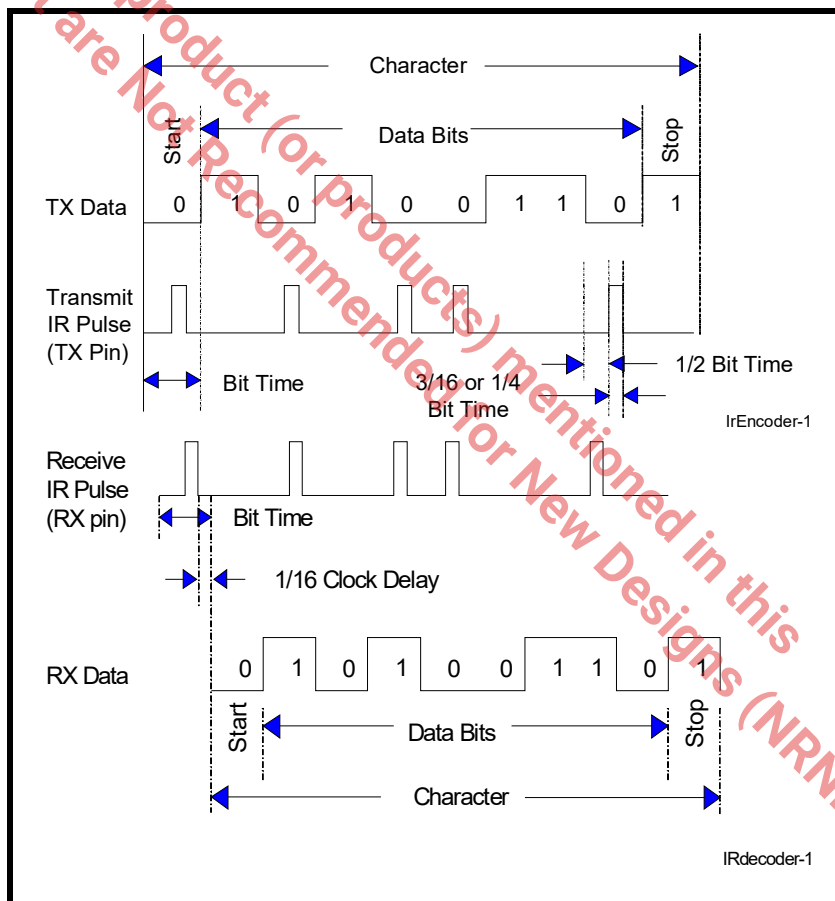 product (or products) mentioned in this
t are Not Recommended for New Designs (NRN
Character
Start
Data Bits
Stop
TX Data
0 1 0 1 0 0 1 1 0 1
Transmit
IR Pulse
(TX Pin)
Bit Time
3/16 or 1/4
Bit Time
1/2 Bit Time
IrEncoder-1
Receive
IR Pulse
(RX pin)
Bit Time
1/16 Clock Delay
RX Data
0 1 0 1 0 0 1 1 0 1
Start
Data Bits
Stop
Character
IRdecoder-1